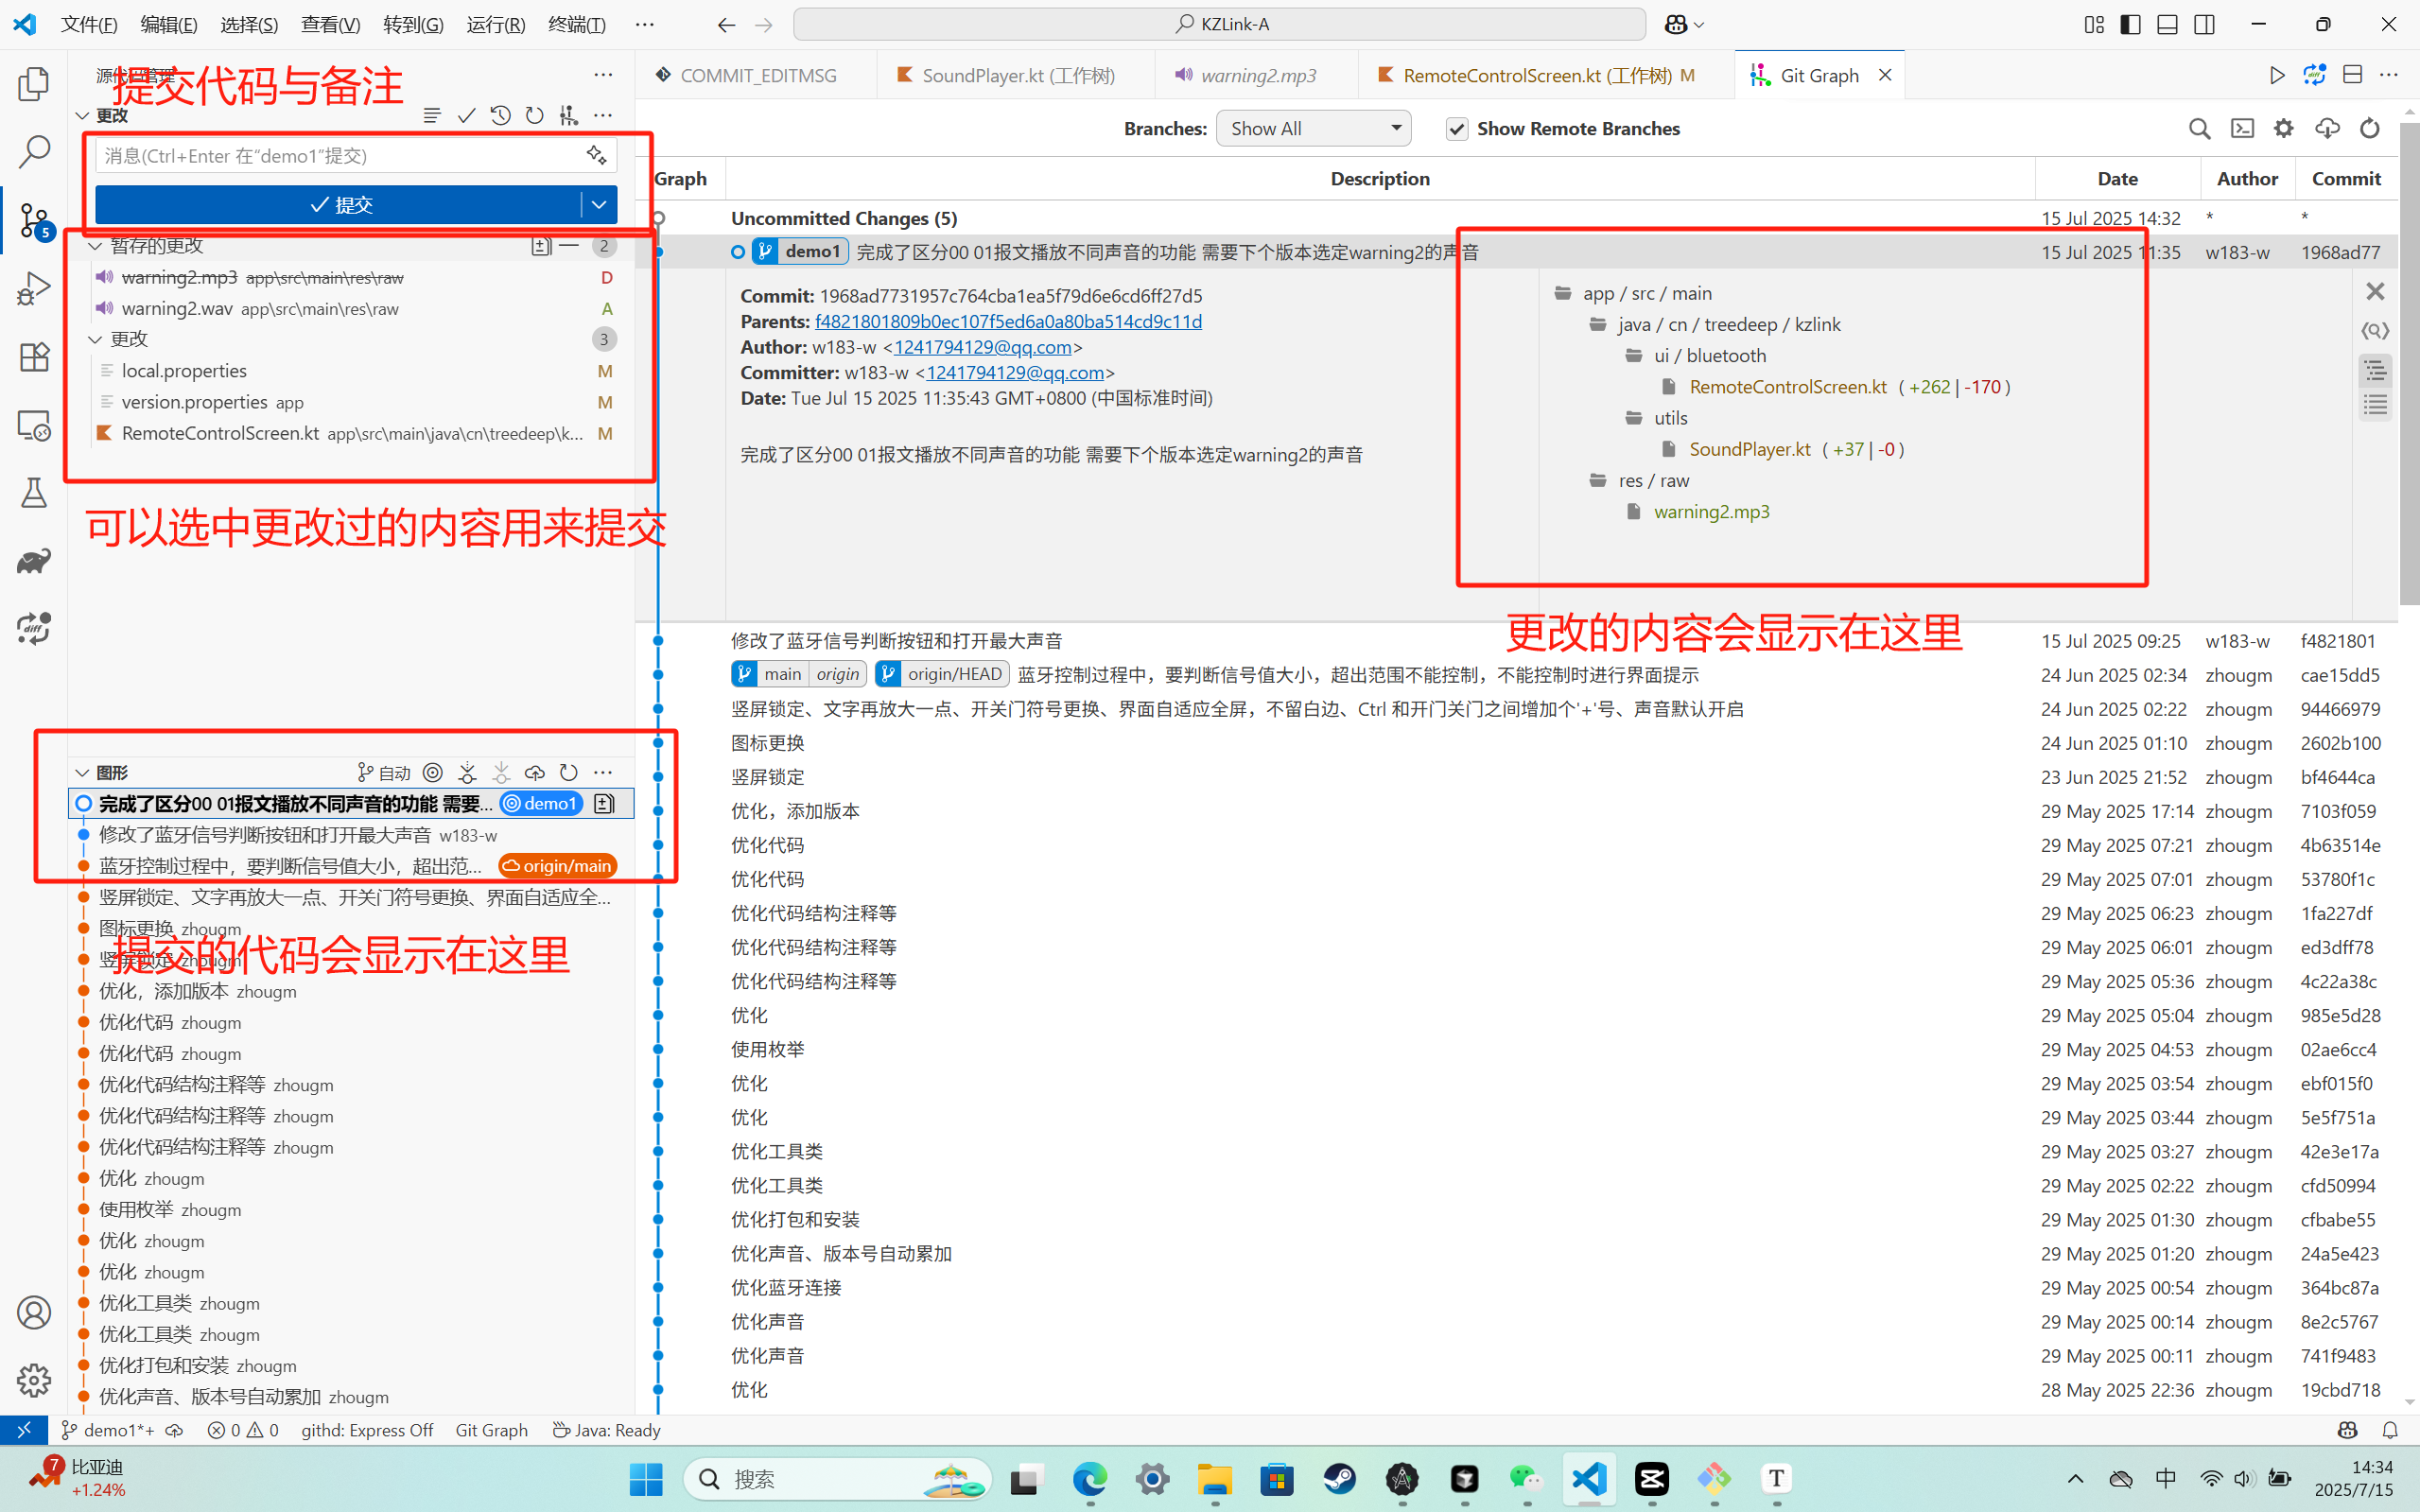 文件(F) 编辑(E) 选择(S) 查看(V) 转到(G) 运行(R) 终端(T) ··· KZLink-A
源代码管理
提交代码与备注
COMMIT_EDITMSG SoundPlayer.kt (工作树) warning2.mp3 RemoteControlScreen.kt (工作树) M Git Graph
更改
消息(Ctrl+Enter 在“demo1”提交)
提交
5
暂存的更改 2
warning2.mp3 app\src\main\res\raw D
warning2.wav app\src\main\res\raw A
更改 3
local.properties M
version.properties app M
RemoteControlScreen.kt app\src\main\java\cn\treedeep\k... M
可以选中更改过的内容用来提交
图形 自动
完成了区分00 01报文播放不同声音的功能 需要... demo1
修改了蓝牙信号判断按钮和打开最大声音 w183-w
蓝牙控制过程中，要判断信号值大小，超出范... origin/main
竖屏锁定、文字再放大一点、开关门符号更换、界面自适应全...
图标更换 zhougm
竖屏锁定 zhougm
提交的代码会显示在这里
优化，添加版本 zhougm
优化代码 zhougm
优化代码 zhougm
优化代码结构注释等 zhougm
优化代码结构注释等 zhougm
优化代码结构注释等 zhougm
优化 zhougm
使用枚举 zhougm
优化 zhougm
优化 zhougm
优化工具类 zhougm
优化工具类 zhougm
优化打包和安装 zhougm
优化声音、版本号自动累加 zhougm
Branches: Show All Show Remote Branches
Graph Description Date Author Commit
Uncommitted Changes (5) 15 Jul 2025 14:32 * *
demo1 完成了区分00 01报文播放不同声音的功能 需要下个版本选定warning2的声音 15 Jul 2025 11:35 w183-w 1968ad77
Commit: 1968ad7731957c764cba1ea5f79d6e6cd6ff27d5
Parents: f4821801809b0ec107f5ed6a0a80ba514cd9c11d
Author: w183-w <1241794129@qq.com>
Committer: w183-w <1241794129@qq.com>
Date: Tue Jul 15 2025 11:35:43 GMT+0800 (中国标准时间)
完成了区分00 01报文播放不同声音的功能 需要下个版本选定warning2的声音
app / src / main
java / cn / treedeep / kzlink
ui / bluetooth
RemoteControlScreen.kt ( +262 | -170 )
utils
SoundPlayer.kt ( +37 | -0 )
res / raw
warning2.mp3
更改的内容会显示在这里
修改了蓝牙信号判断按钮和打开最大声音 15 Jul 2025 09:25 w183-w f4821801
main origin origin/HEAD 蓝牙控制过程中，要判断信号值大小，超出范围不能控制，不能控制时进行界面提示 24 Jun 2025 02:34 zhougm cae15dd5
竖屏锁定、文字再放大一点、开关门符号更换、界面自适应全屏，不留白边、Ctrl 和开门关门之间增加个'+'号、声音默认开启 24 Jun 2025 02:22 zhougm 94466979
图标更换 24 Jun 2025 01:10 zhougm 2602b100
竖屏锁定 23 Jun 2025 21:52 zhougm bf4644ca
优化，添加版本 29 May 2025 17:14 zhougm 7103f059
优化代码 29 May 2025 07:21 zhougm 4b63514e
优化代码 29 May 2025 07:01 zhougm 53780f1c
优化代码结构注释等 29 May 2025 06:23 zhougm 1fa227df
优化代码结构注释等 29 May 2025 06:01 zhougm ed3dff78
优化代码结构注释等 29 May 2025 05:36 zhougm 4c22a38c
优化 29 May 2025 05:04 zhougm 985e5d28
使用枚举 29 May 2025 04:53 zhougm 02ae6cc4
优化 29 May 2025 03:54 zhougm ebf015f0
优化 29 May 2025 03:44 zhougm 5e5f751a
优化工具类 29 May 2025 03:27 zhougm 42e3e17a
优化工具类 29 May 2025 02:22 zhougm cfd50994
优化打包和安装 29 May 2025 01:30 zhougm cfbabe55
优化声音、版本号自动累加 29 May 2025 01:20 zhougm 24a5e423
优化蓝牙连接 29 May 2025 00:54 zhougm 364bc87a
优化声音 29 May 2025 00:14 zhougm 8e2c5767
优化声音 29 May 2025 00:11 zhougm 741f9483
优化 28 May 2025 22:36 zhougm 19cbd718
demo1*+ 0 0 githd: Express Off Git Graph Java: Ready
7 比亚迪
+1.24%
搜索
中
14:34
2025/7/15